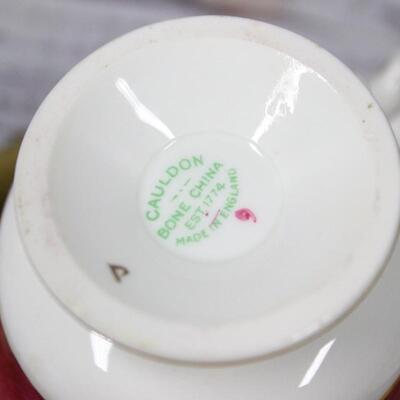 CAULDON
BONE CHINA
EST. 1774
MADE IN ENGLAND
P